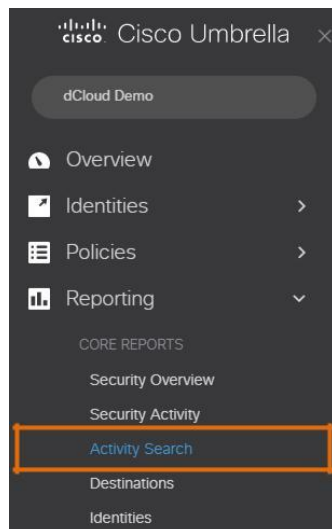 cisco Cisco Umbrella
dCloud Demo
Overview
Identities
Policies
Reporting
CORE REPORTS
Security Overview
Security Activity
Activity Search
Destinations
Identities